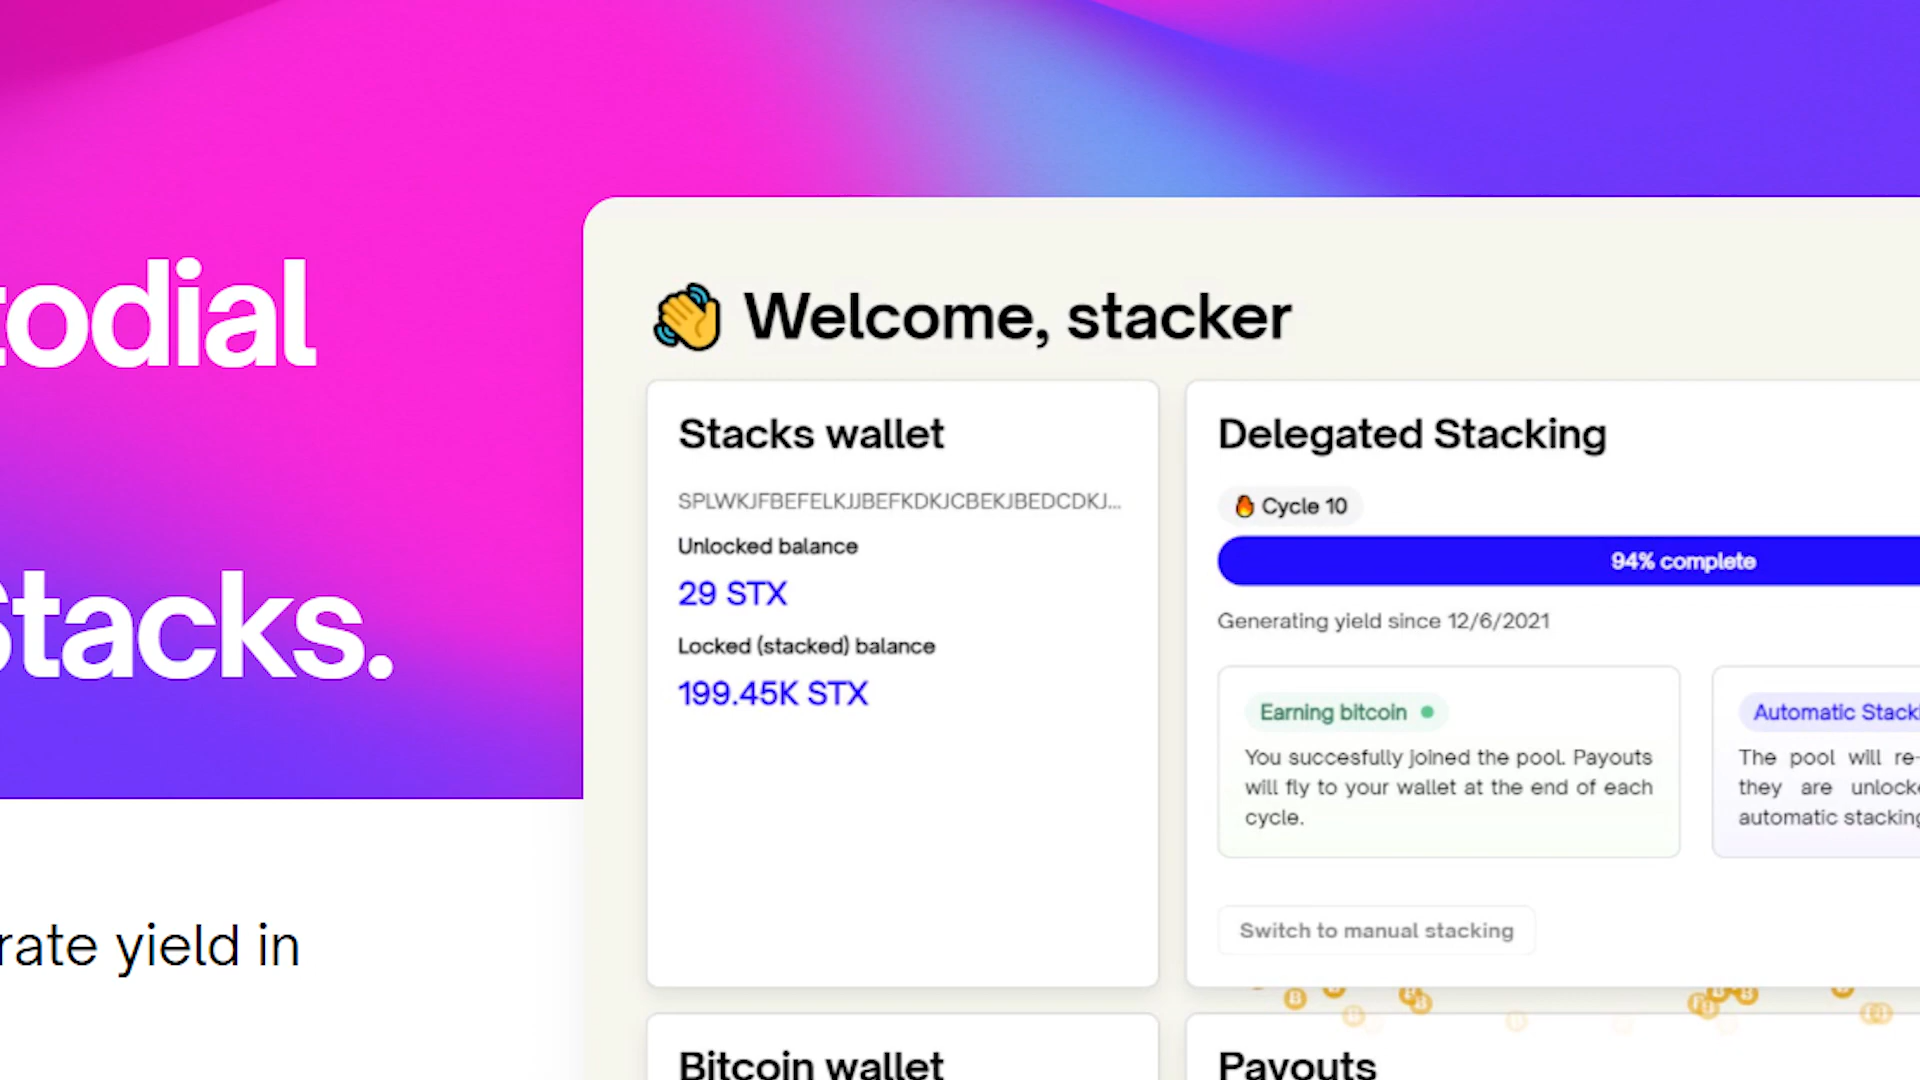 todial
Stacks.
rate yield in
Welcome, stacker
Stacks wallet
SPLWKJFBEFELKJJBEFKDKJCBEKJBEDCDKJ...
Unlocked balance
29 STX
Locked (stacked) balance
199.45K STX
Delegated Stacking
Cycle 10
94% complete
Generating yield since 12/6/2021
Earning bitcoin
You succesfully joined the pool. Payouts
will fly to your wallet at the end of each
cycle.
Automatic Stack
The pool will re-
they are unlock
automatic stacking
Switch to manual stacking
Bitcoin wallet
Payouts